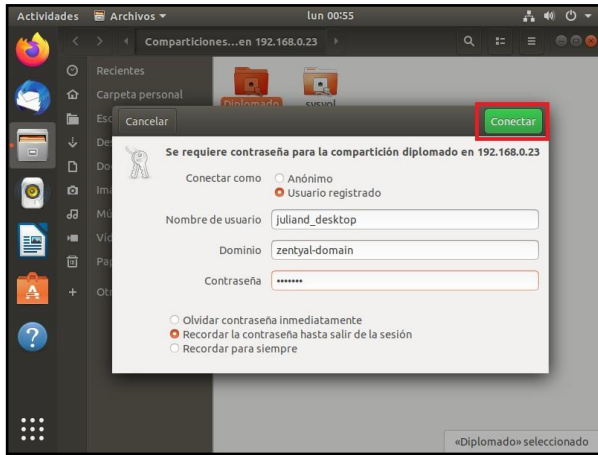 Actividades Archivos lun 00:55
Comparticiones...en 192.168.0.23
Recientes
Carpeta personal
Diplomado sysvol
Cancelar Conectar
Se requiere contraseña para la compartición diplomado en 192.168.0.23
Conectar como Anónimo
Usuario registrado
Nombre de usuario juliand_desktop
Dominio zentyal-domain
Contraseña •••••••
Olvidar contraseña inmediatamente
Recordar la contraseña hasta salir de la sesión
Recordar para siempre
«Diplomado» seleccionado